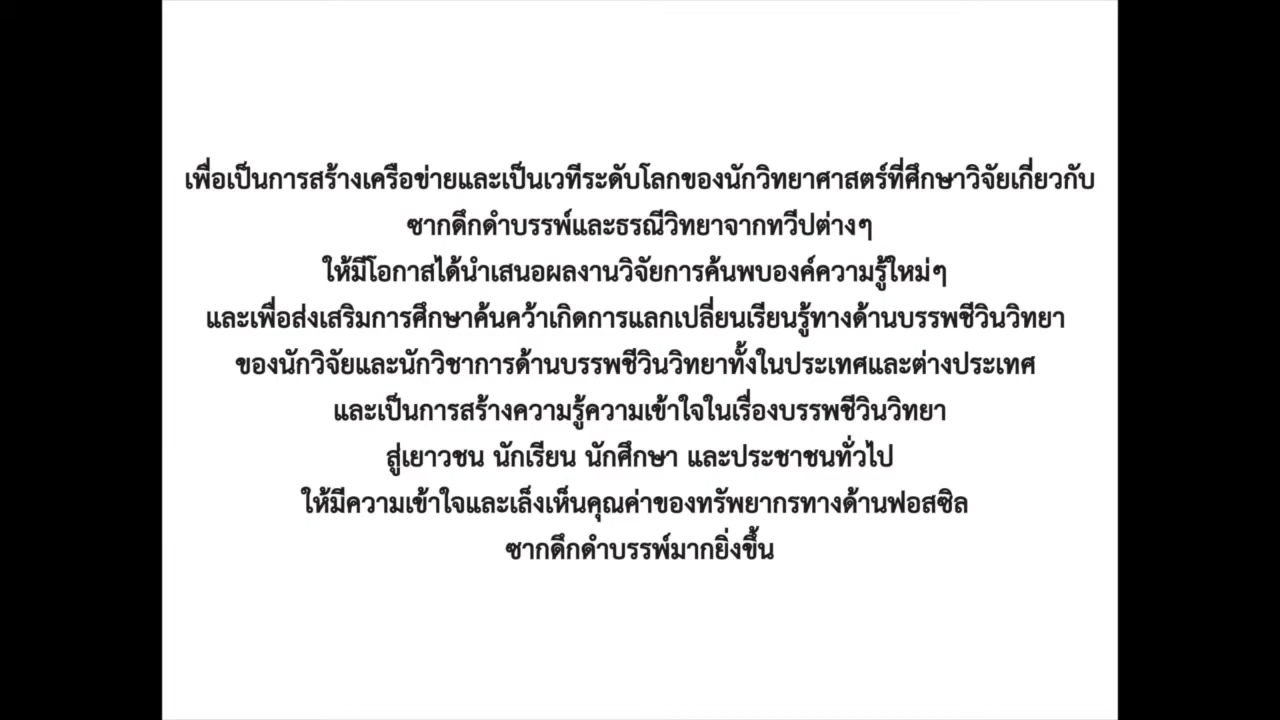 เพื่อเป็นการสร้างเครือข่ายและเป็นเวทีระดับโลกของนักวิทยาศาสตร์ที่ศึกษาวิจัยเกี่ยวกับ
ซากดึกดำบรรพ์และธรณีวิทยาจากทวีปต่างๆ
ให้มีโอกาสได้นำเสนอผลงานวิจัยการค้นพบองค์ความรู้ใหม่ๆ
และเพื่อส่งเสริมการศึกษาค้นคว้าเกิดการแลกเปลี่ยนเรียนรู้ทางด้านบรรพชีวินวิทยา
ของนักวิจัยและนักวิชาการด้านบรรพชีวินวิทยาทั้งในประเทศและต่างประเทศ
และเป็นการสร้างความรู้ความเข้าใจในเรื่องบรรพชีวินวิทยา
สู่เยาวชน นักเรียน นักศึกษา และประชาชนทั่วไป
ให้มีความเข้าใจและเล็งเห็นคุณค่าของทรัพยากรทางด้านฟอสซิล
ซากดึกดำบรรพ์มากยิ่งขึ้น